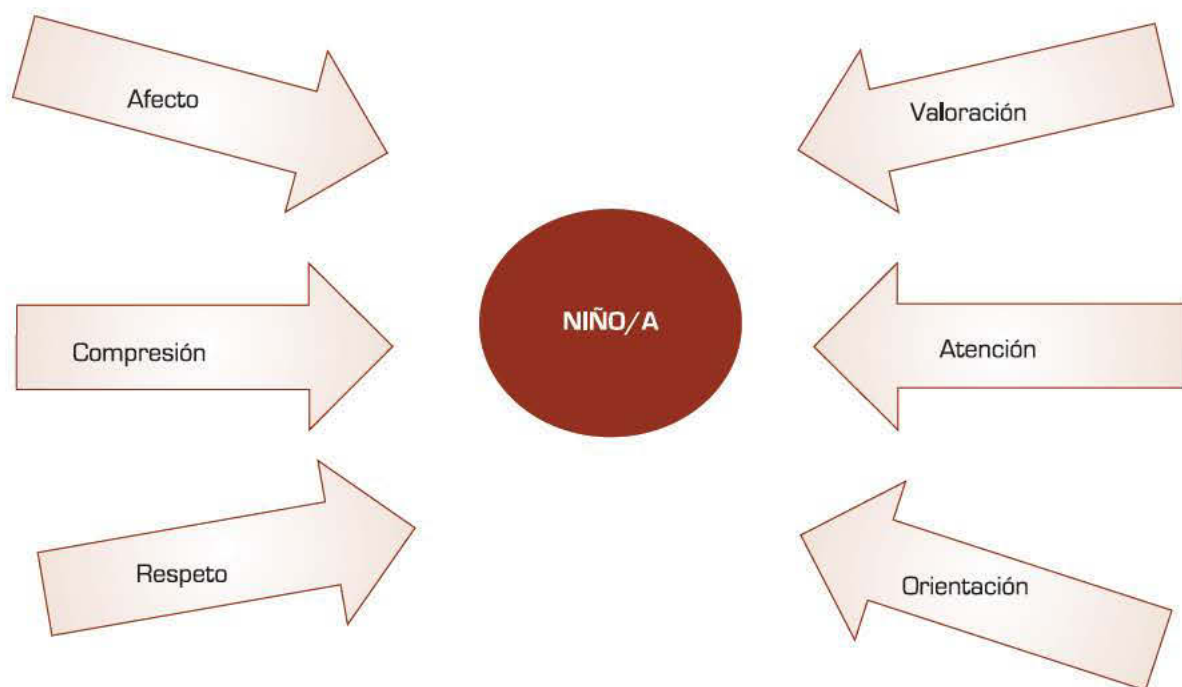 Afecto
Valoración
NIÑO/A
Compresión
Atención
Respeto
Orientación